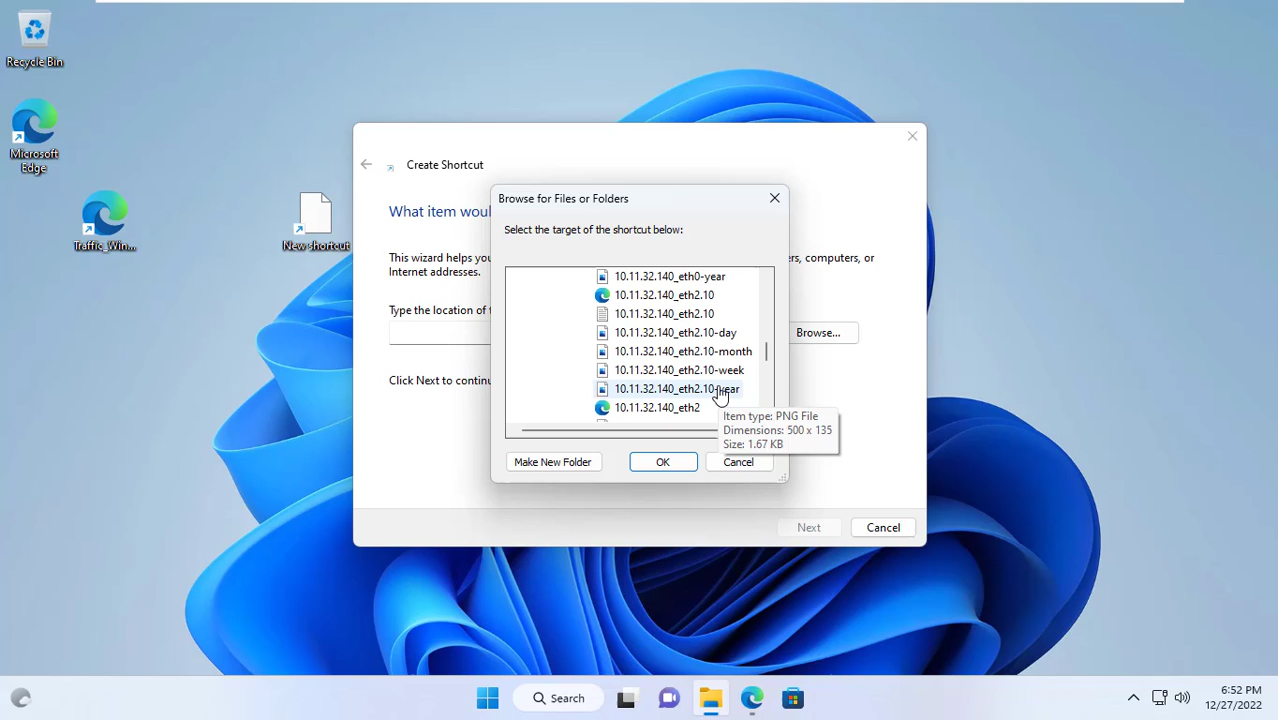 Recycle Bin
Microsoft
Edge
Traffic_Win...
New shortcut
Create Shortcut
What item woul
This wizard helps you
ers, computers, or
Internet addresses.
Type the location of t
Browse...
Click Next to continu
Next
Cancel
Browse for Files or Folders
Select the target of the shortcut below:
10.11.32.140_eth0-year
10.11.32.140_eth2.10
10.11.32.140_eth2.10
10.11.32.140_eth2.10-day
10.11.32.140_eth2.10-month
10.11.32.140_eth2.10-week
10.11.32.140_eth2.10-year
10.11.32.140_eth2
Item type: PNG File
Dimensions: 500 x 135
Size: 1.67 KB
Make New Folder
OK
Cancel
Search
6:52 PM
12/27/2022